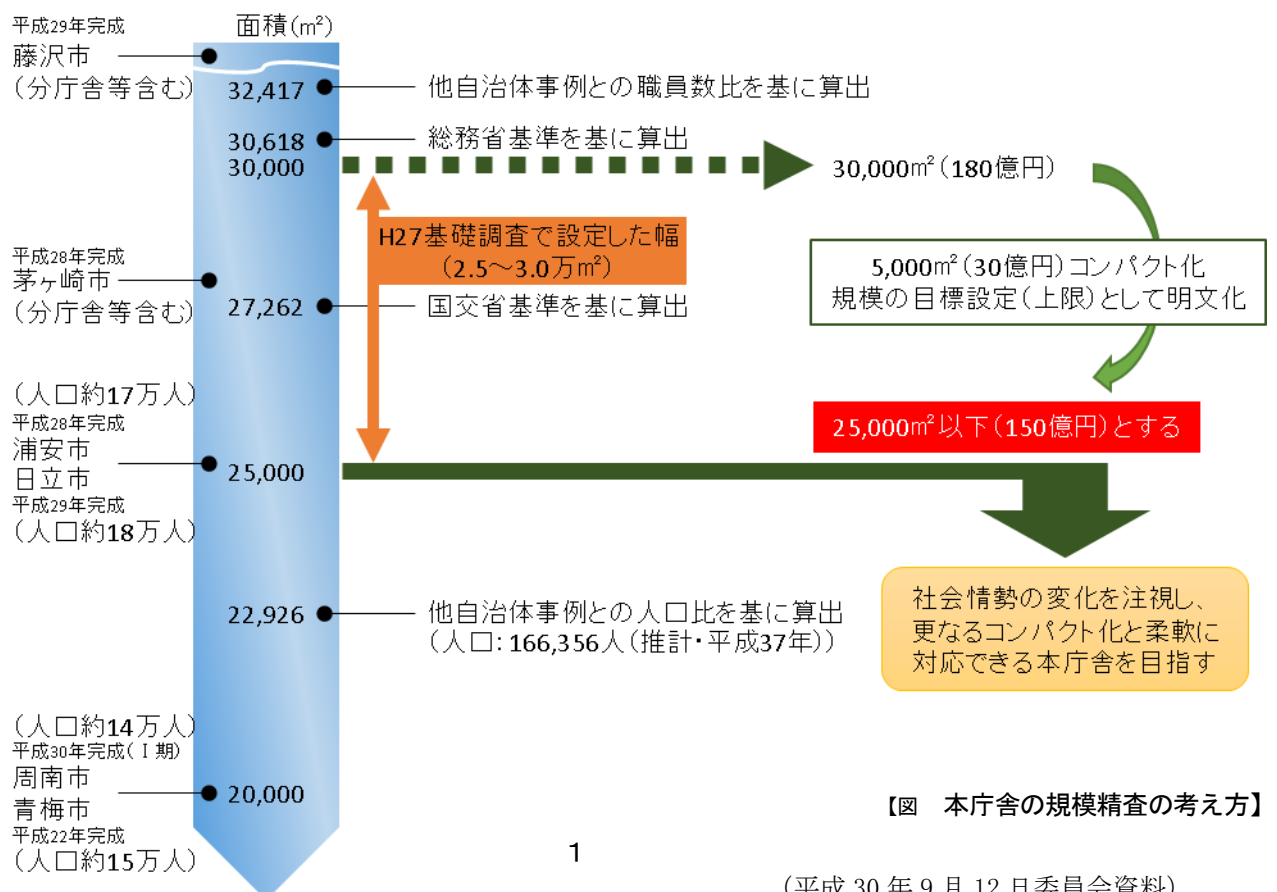 平成29年完成
藤沢市
(分庁舎等含む)
面積(㎡)
32,417
他自治体事例との職員数比を基に算出
30,618
総務省基準を基に算出
30,000
30,000㎡(180億円)
H27基礎調査で設定した幅
(2.5～3.0万㎡)
5,000㎡(30億円)コンパクト化
規模の目標設定(上限)として明文化
平成28年完成
茅ヶ崎市
(分庁舎等含む)
27,262
国交省基準を基に算出
25,000㎡以下(150億円)とする
(人口約17万人)
平成28年完成
浦安市
日立市
平成29年完成
(人口約18万人)
25,000
22,926
他自治体事例との人口比を基に算出
(人口：166,356人(推計・平成37年))
社会情勢の変化を注視し、
更なるコンパクト化と柔軟に
対応できる本庁舎を目指す
(人口約14万人)
平成30年完成(Ⅰ期)
周南市
青梅市
平成22年完成
(人口約15万人)
20,000
【図　本庁舎の規模精査の考え方】
1
(平成 30 年 9 月 12 日委員会資料)